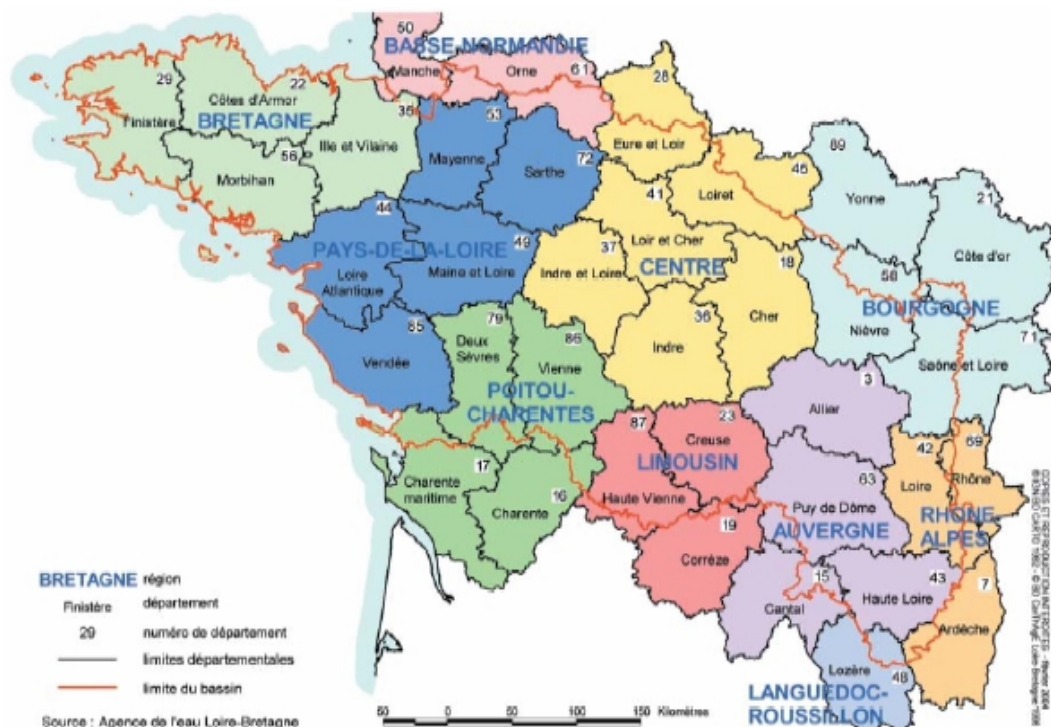 50
BASSE-NORMANDIE
Manche
Orne
61
29
22
Côtes d'Armor
Finistère
BRETAGNE
35
56
Ille et Vilaine
Morbihan
53
Mayenne
72
Sarthe
28
Eure et Loir
45
Loiret
41
Loir et Cher
89
Yonne
21
Côte d'or
44
PAYS-DE-LA-LOIRE
49
Loire
Atlantique
Maine et Loire
37
Indre et Loire
CENTRE
18
Cher
58
BOURGOGNE
Nièvre
71
Saône et Loire
85
Vendée
79
Deux
Sèvres
86
Vienne
36
Indre
POITOU-
CHARENTES
3
Allier
87
23
Creuse
LIMOUSIN
Haute Vienne
42
Loire
69
Rhône
RHONE-
ALPES
17
Charente
maritime
16
Charente
63
Puy de Dôme
AUVERGNE
19
Corrèze
15
Cantal
43
Haute Loire
7
Ardèche
Lozère
48
LANGUEDOC-
ROUSSILLON
BRETAGNE région
Finistère département
29 numéro de département
limites départementales
limite du bassin
Source : Agence de l'eau Loire-Bretagne
50 0 50 100 150 Kilomètres
COPIES ET REPRODUCTION INTERDITES - février 2004